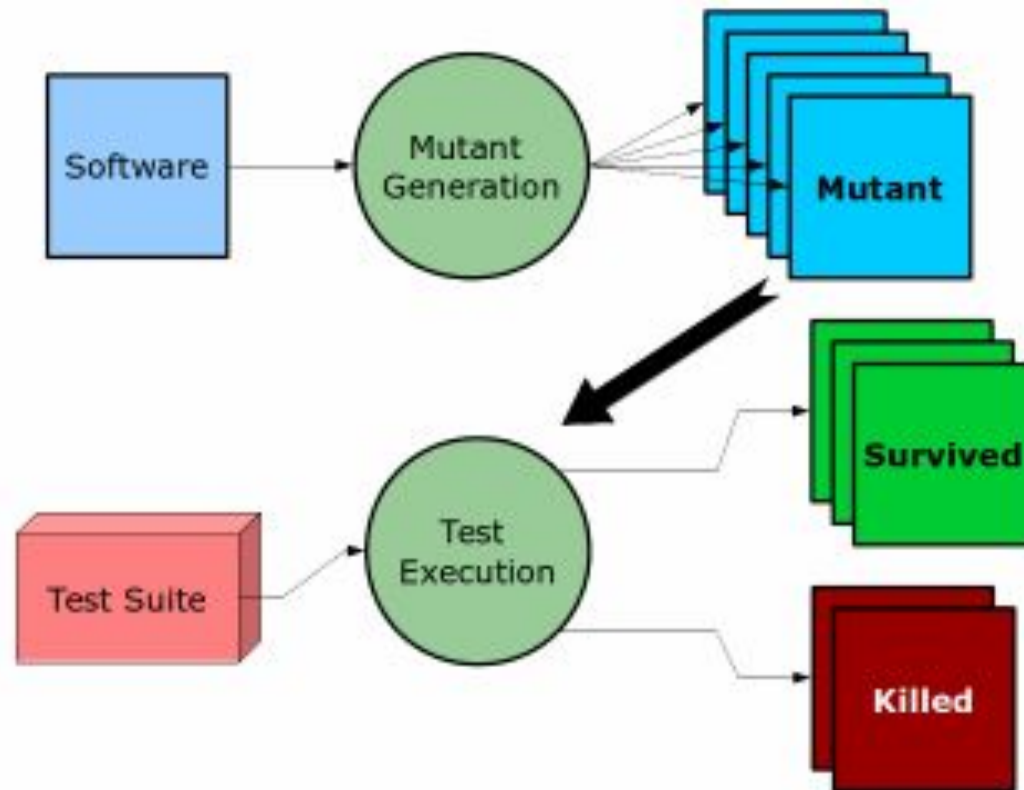 Software
Mutant
Generation
Mutant
Test Suite
Test
Execution
Survived
Killed